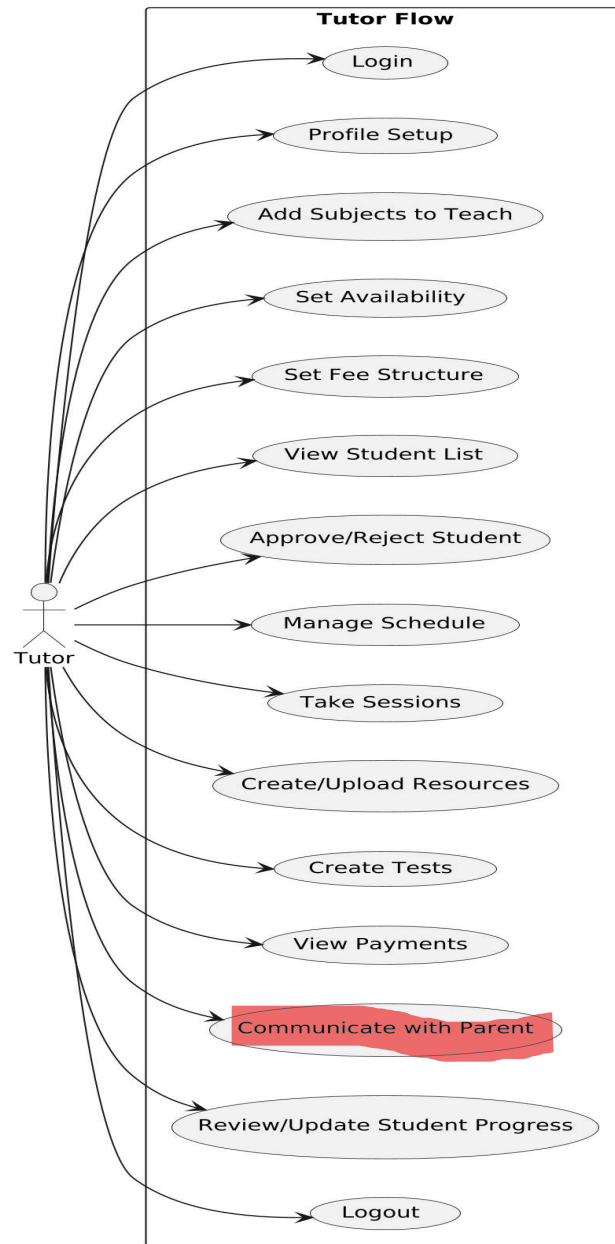 Tutor Flow
Login
Profile Setup
Add Subjects to Teach
Set Availability
Set Fee Structure
View Student List
Approve/Reject Student
Manage Schedule
Tutor
Take Sessions
Create/Upload Resources
Create Tests
View Payments
Communicate with Parent
Review/Update Student Progress
Logout